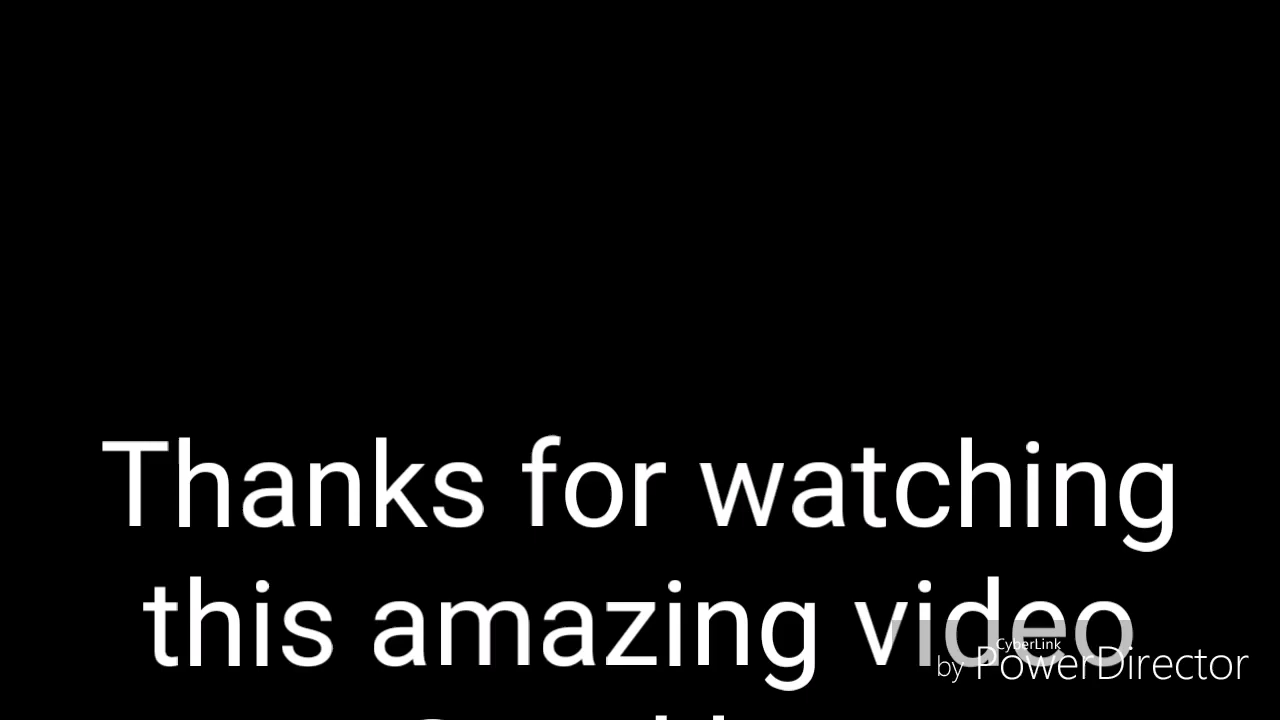 Thanks for watching
this amazing video
CyberLink
by PowerDirector